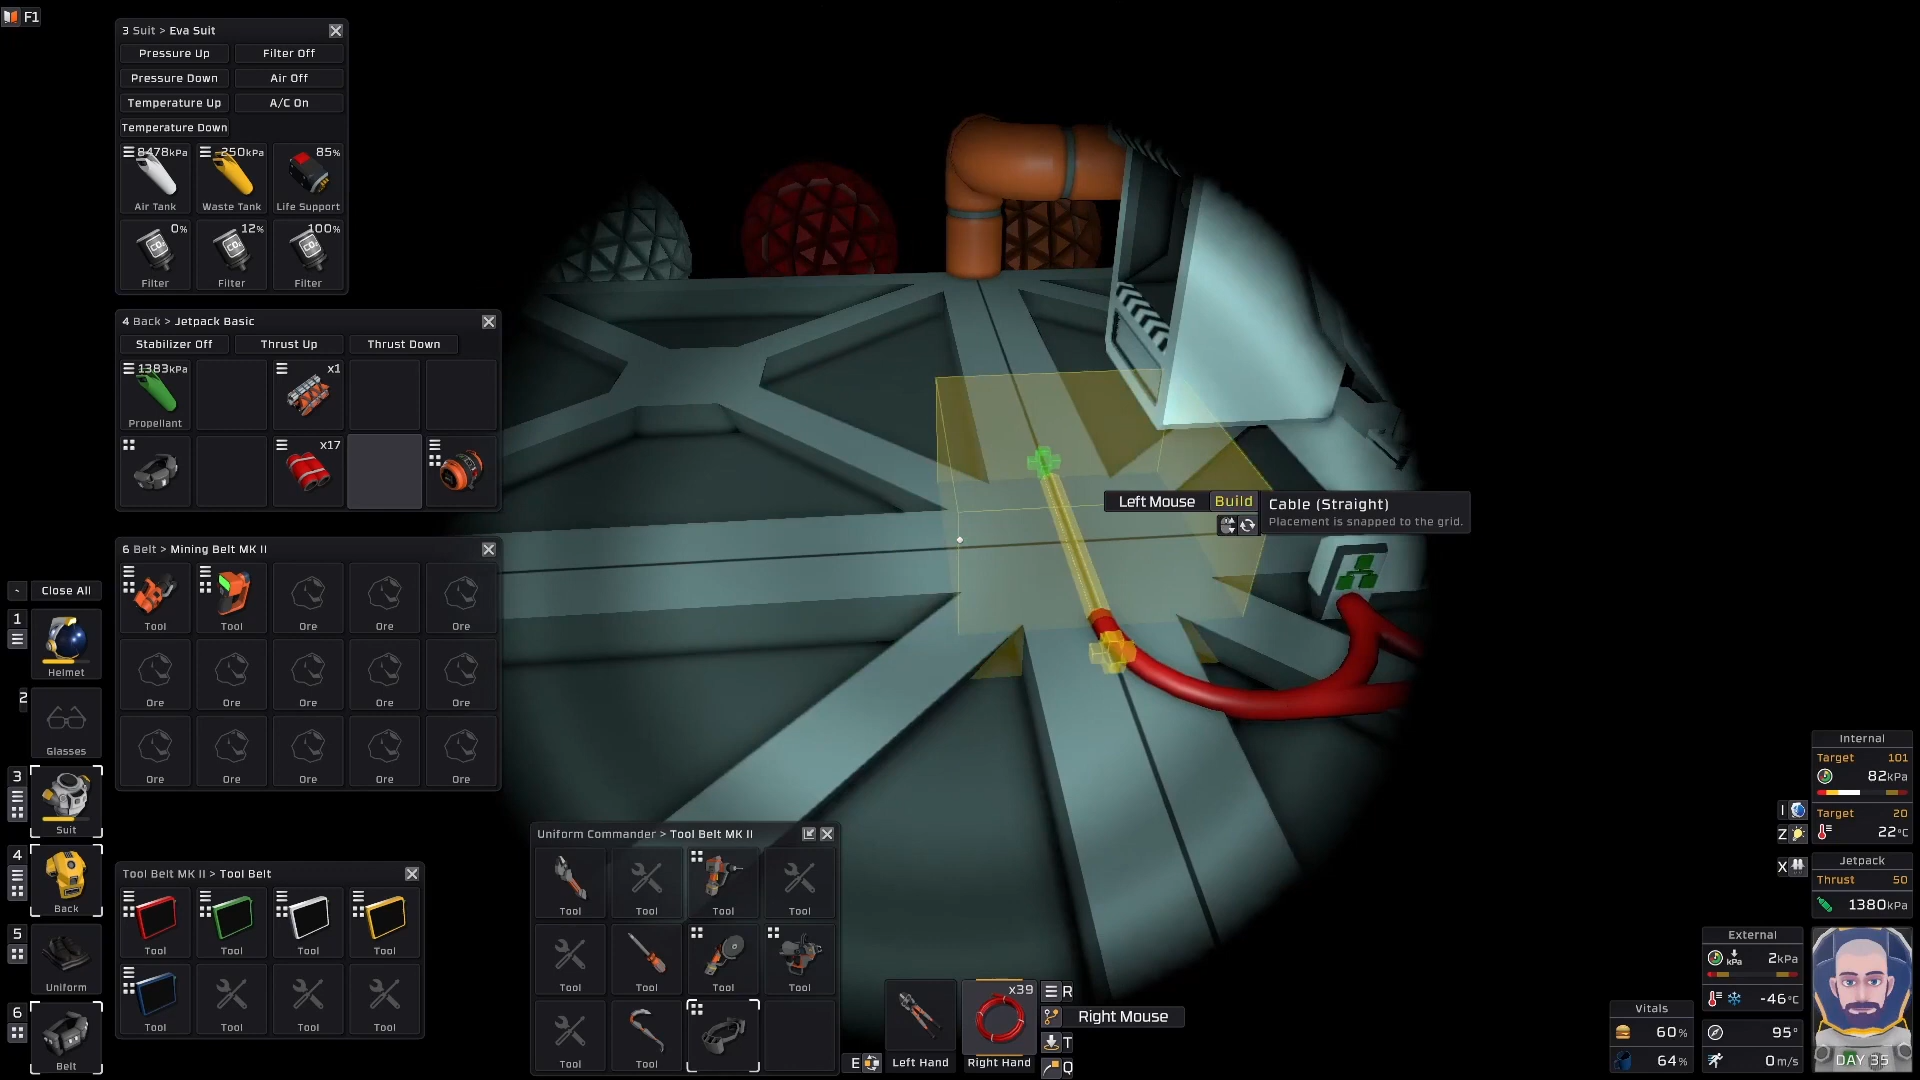 F1
3 Suit > Eva Suit
Pressure Up
Filter Off
Pressure Down
Air Off
Temperature Up
A/C On
Temperature Down
8478kPa
250kPa
85%
Air Tank
Waste Tank
Life Support
0%
12%
100%
Filter
Filter
Filter
4 Back > Jetpack Basic
Stabilizer Off
Thrust Up
Thrust Down
1383kPa
x1
Propellant
x17
6 Belt > Mining Belt MK II
Tool
Tool
Ore
Ore
Ore
Ore
Ore
Ore
Ore
Ore
Ore
Ore
Ore
Ore
Ore
~
Close All
1
Helmet
2
Glasses
3
Suit
4
Back
5
Uniform
6
Belt
Tool Belt MK II > Tool Belt
Tool
Tool
Tool
Tool
Tool
Tool
Tool
Tool
Uniform Commander > Tool Belt MK II
Tool
Tool
Tool
Tool
Tool
Tool
Tool
Tool
Tool
Tool
Left Mouse
Build
Cable (Straight)
Placement is snapped to the grid.
E
Left Hand
x39
Right Hand
R
Right Mouse
T
Q
Internal
Target 101
82kPa
Target 20
22°C
I
Z
X
Jetpack
Thrust 50
1380kPa
External
kPa
2kPa
-46°C
95°
0m/s
Vitals
60%
64%
DAY 35